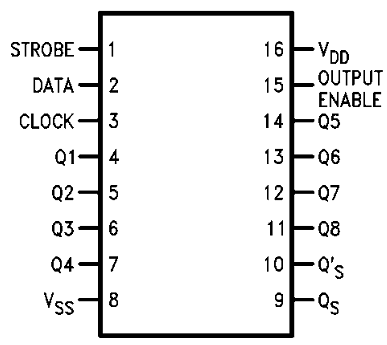 STROBE 1 16 VDD
DATA 2 15 OUTPUT ENABLE
CLOCK 3 14 Q5
Q1 4 13 Q6
Q2 5 12 Q7
Q3 6 11 Q8
Q4 7 10 Q'S
VSS 8 9 QS